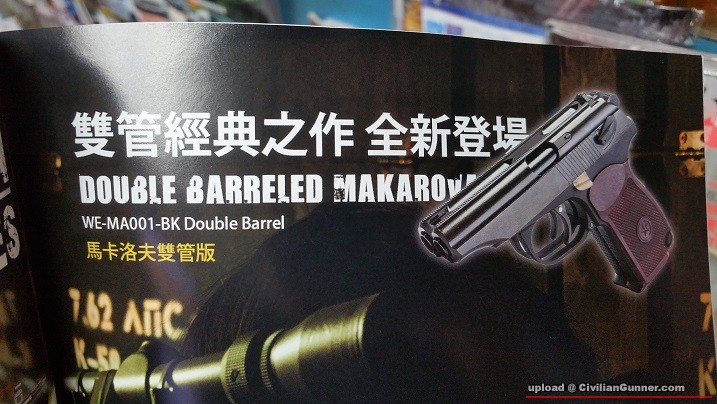 雙管經典之作 全新登場
DOUBLE BARRELED MAKAROV
WE-MA001-BK Double Barrel
馬卡洛夫雙管版
7.62 АПС
upload @ CivilianGunner.com